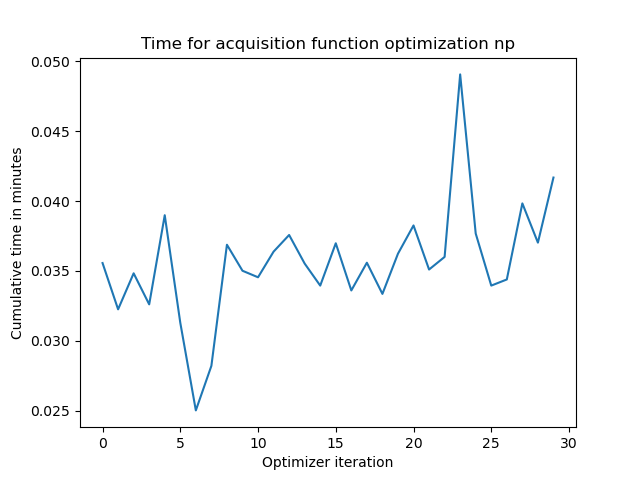 Time for acquisition function optimization np
0.050
0.045
0.040
0.035
0.030
0.025
Cumulative time in minutes
0 5 10 15 20 25 30
Optimizer iteration